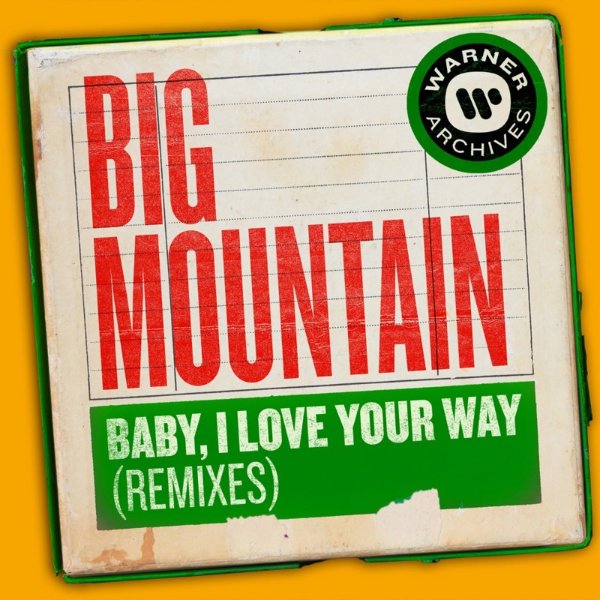 WARNER
ARCHIVES
BIG
MOUNTAIN
BABY, I LOVE YOUR WAY
(REMIXES)